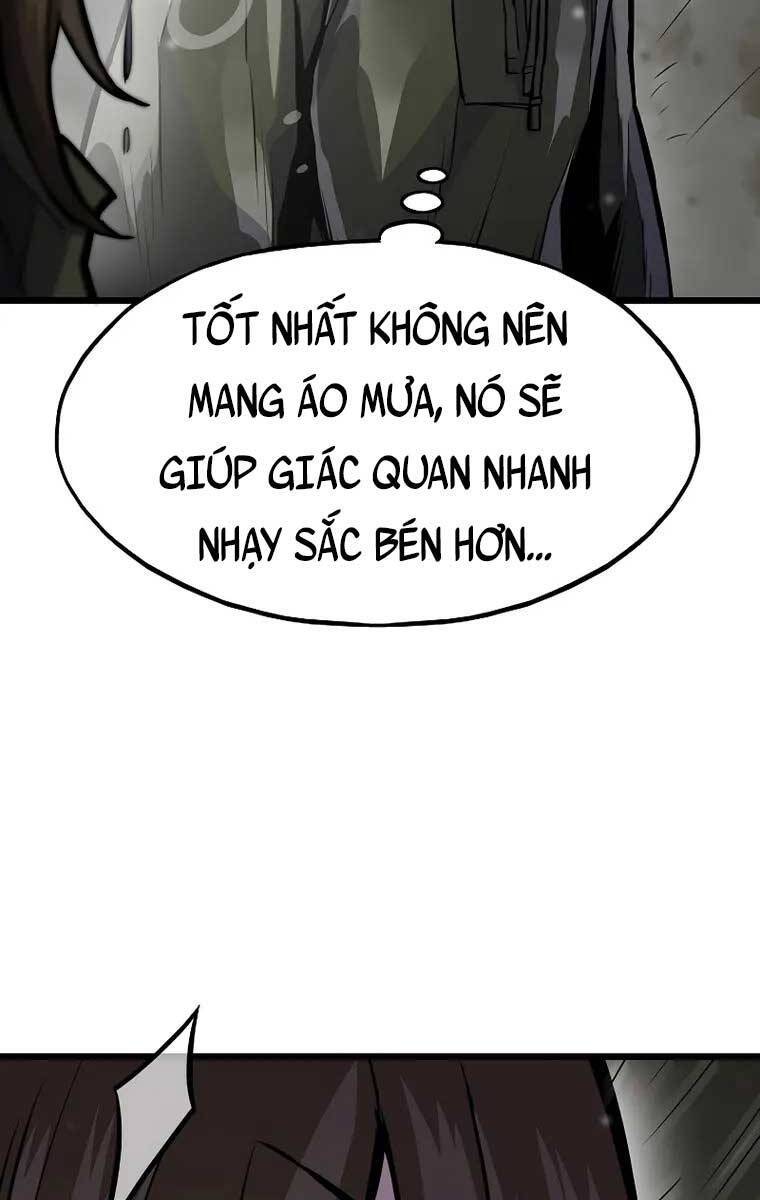 TỐT NHẤT KHÔNG NÊN
MANG ÁO MƯA, NÓ SẼ
GIÚP GIÁC QUAN NHANH
NHẠY SẮC BÉN HƠN...